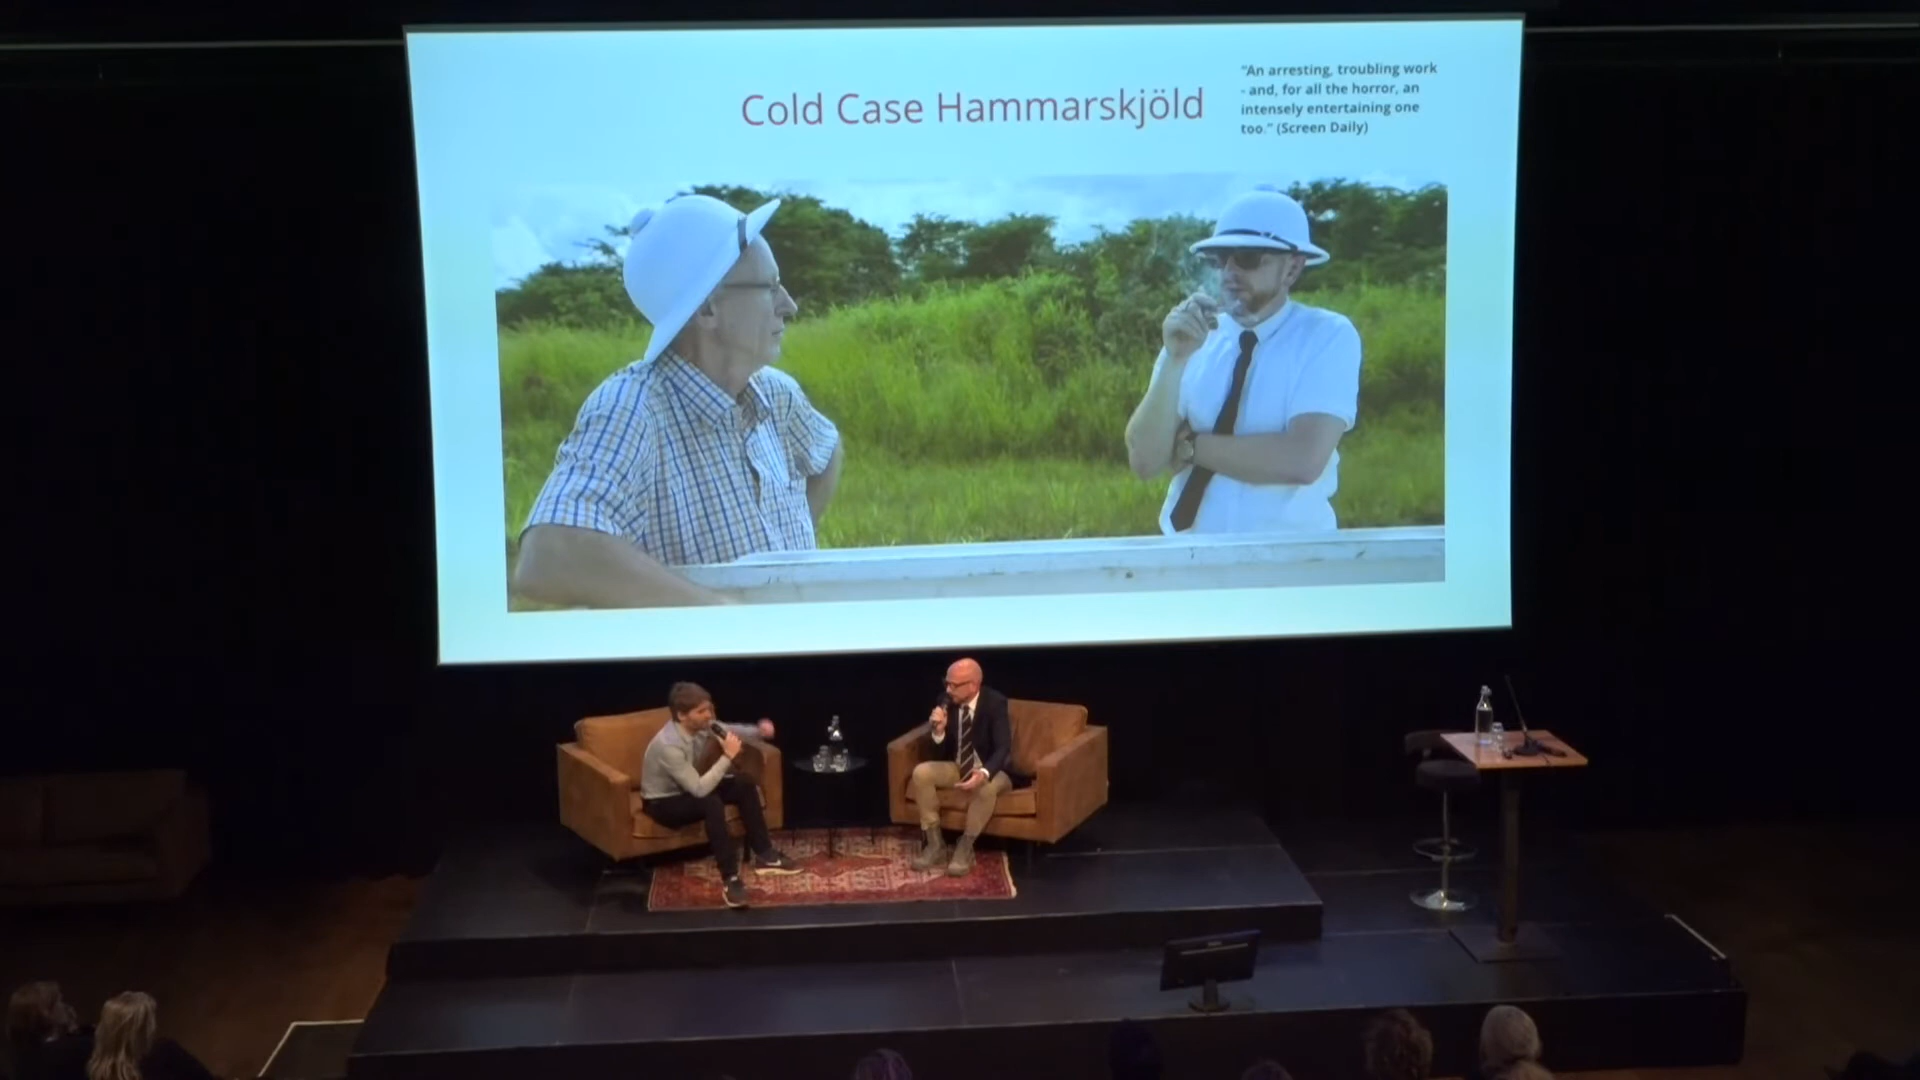 Cold Case Hammarskjöld
“An arresting, troubling work
- and, for all the horror, an
intensely entertaining one
too.” (Screen Daily)